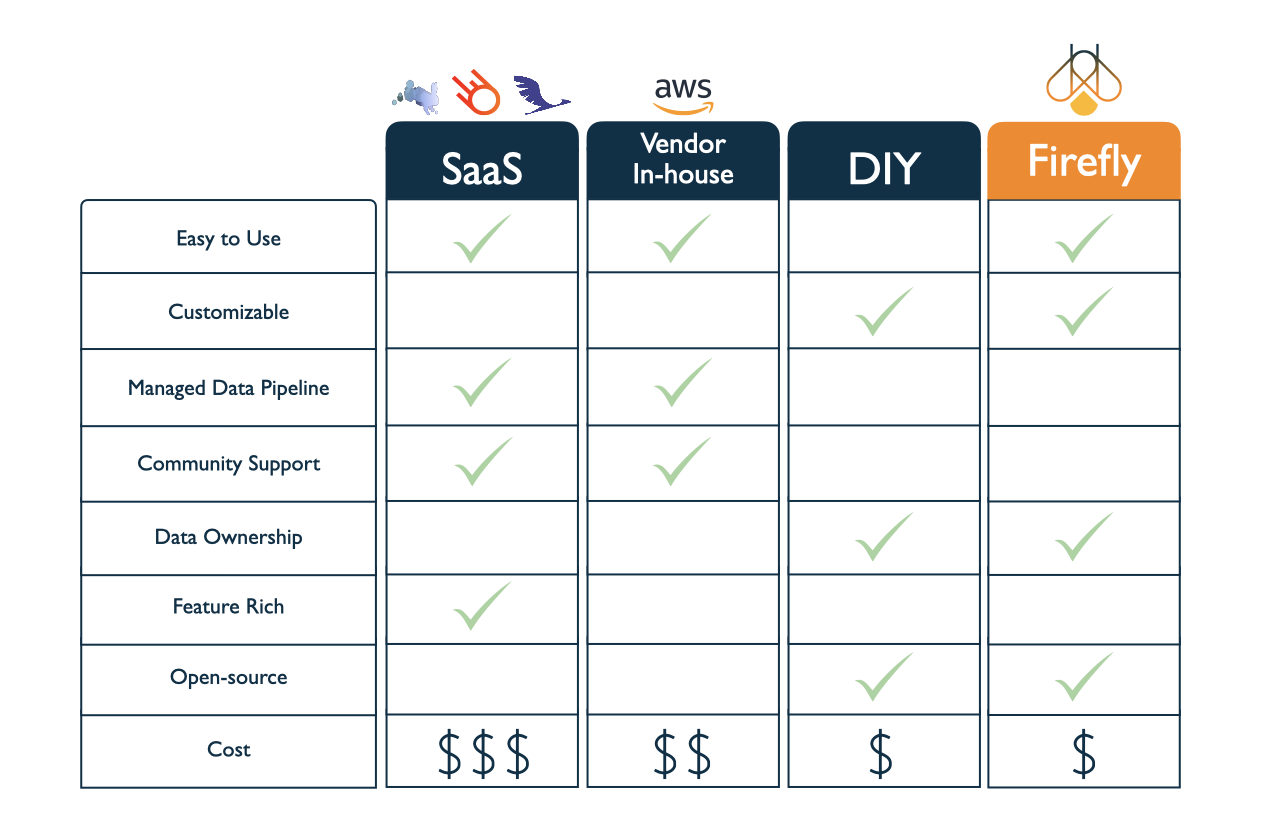 aws
SaaS
Vendor
In-house
DIY
Firefly
Easy to Use
Customizable
Managed Data Pipeline
Community Support
Data Ownership
Feature Rich
Open-source
Cost
$$$
$$
$
$